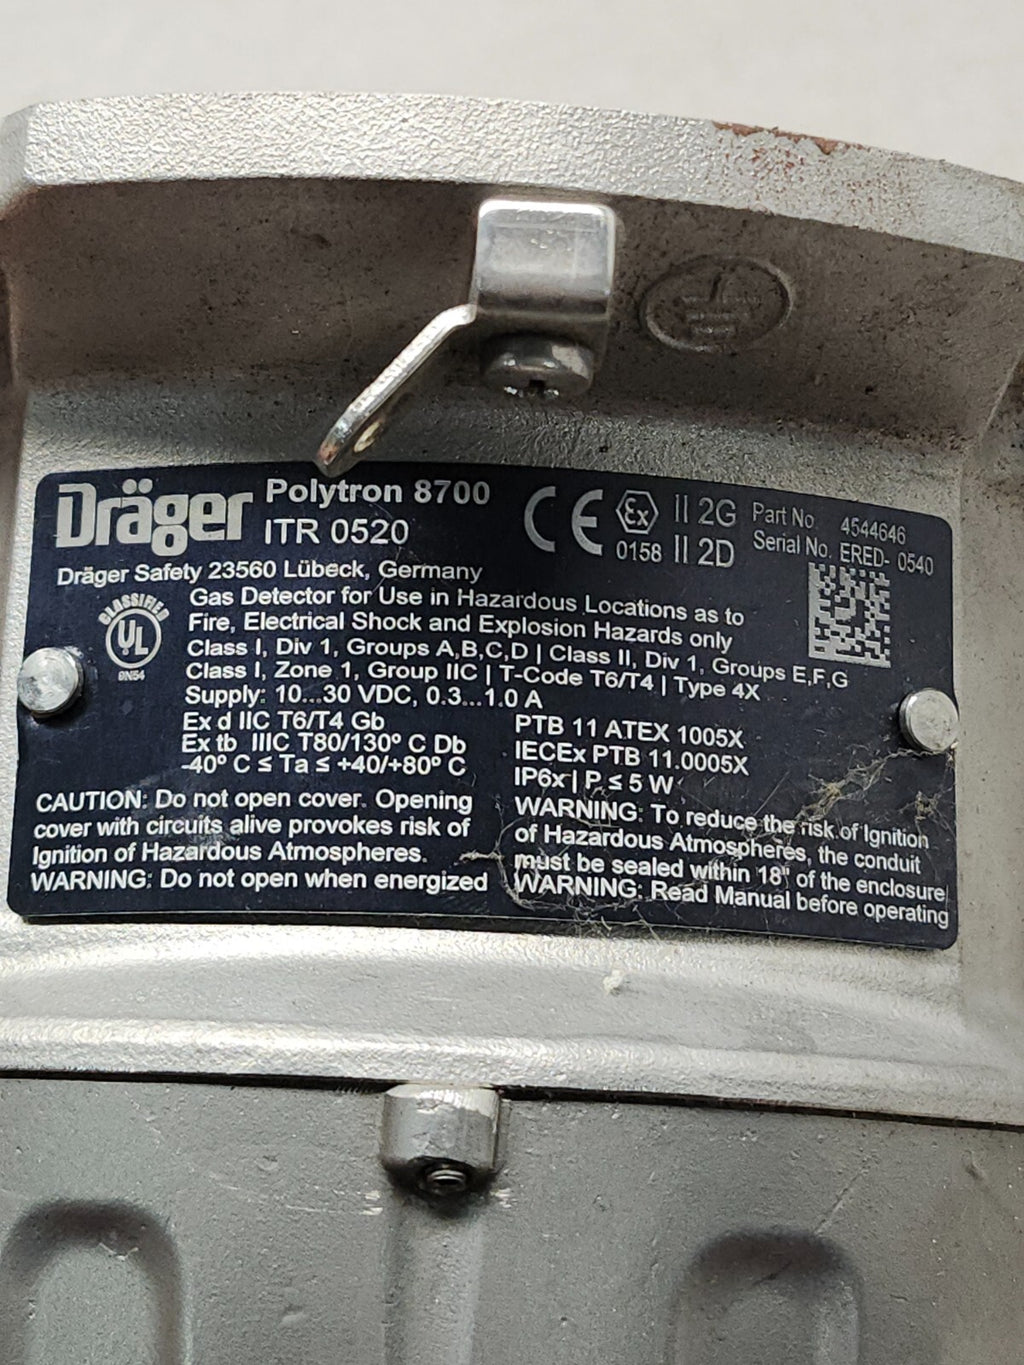 Dräger
Polytron 8700
ITR 0520
CE
0158
Ex
II 2G
II 2D
Part No. 4544646
Serial No. ERED- 0540
Dräger Safety 23560 Lübeck, Germany
CLASSIFIED
UL
9N54
Gas Detector for Use in Hazardous Locations as to
Fire, Electrical Shock and Explosion Hazards only
Class I, Div 1, Groups A,B,C,D | Class II, Div 1, Groups E,F,G
Class I, Zone 1, Group IIC | T-Code T6/T4 | Type 4X
Supply: 10...30 VDC, 0.3...1.0 A
Ex d IIC T6/T4 Gb
Ex tb IIIC T80/130° C Db
-40° C ≤ Ta ≤ +40/+80° C
PTB 11 ATEX 1005X
IECEx PTB 11.0005X
IP6x | P ≤ 5 W
CAUTION: Do not open cover. Opening
cover with circuits alive provokes risk of
Ignition of Hazardous Atmospheres.
WARNING: Do not open when energized
WARNING: To reduce the risk of Ignition
of Hazardous Atmospheres, the conduit
must be sealed within 18" of the enclosure
WARNING: Read Manual before operating